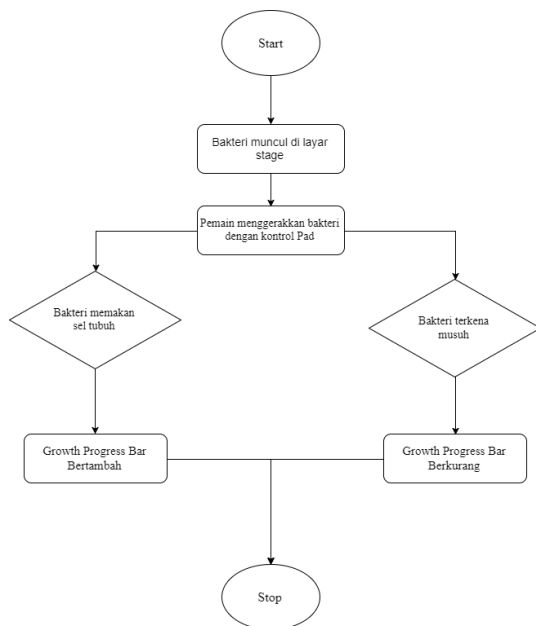 Start
Bakteri muncul di layar
stage
Pemain menggerakkan bakteri
dengan kontrol Pad
Bakteri memakan
sel tubuh
Bakteri terkena
musuh
Growth Progress Bar
Bertambah
Growth Progress Bar
Berkurang
Stop